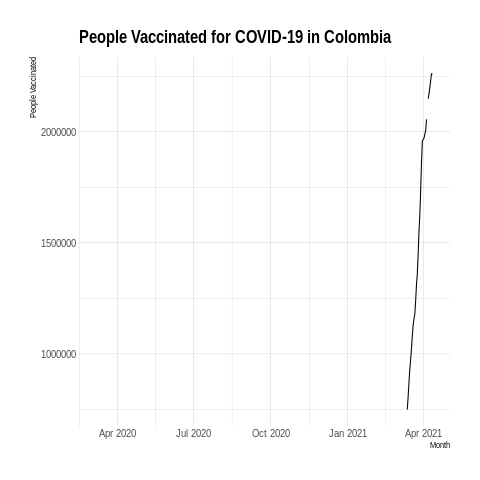 People Vaccinated for COVID-19 in Colombia
People Vaccinated
2000000
1500000
1000000
Apr 2020 Jul 2020 Oct 2020 Jan 2021 Apr 2021
Month